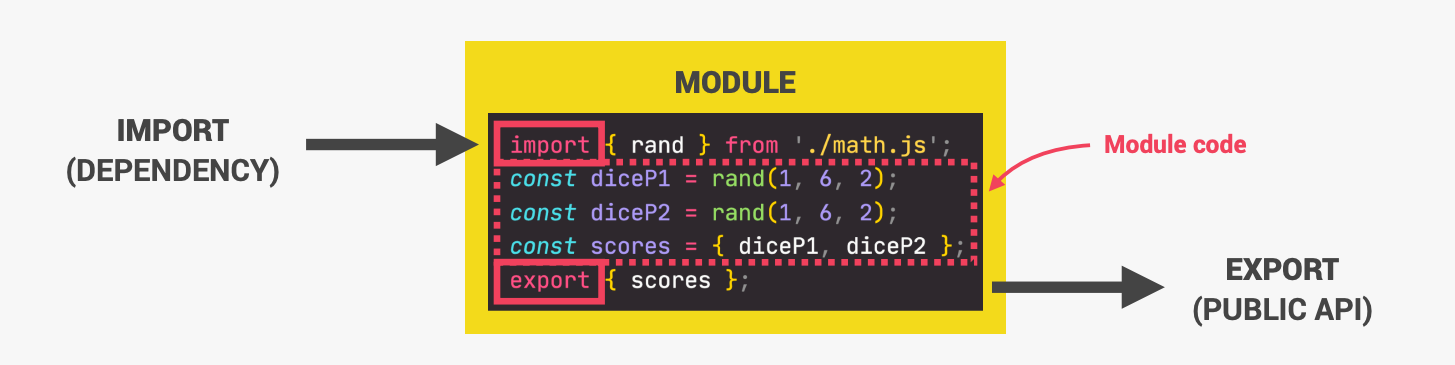 MODULE
IMPORT
(DEPENDENCY)
import { rand } from './math.js';
const diceP1 = rand(1, 6, 2);
const diceP2 = rand(1, 6, 2);
const scores = { diceP1, diceP2 };
export { scores };
Module code
EXPORT
(PUBLIC API)